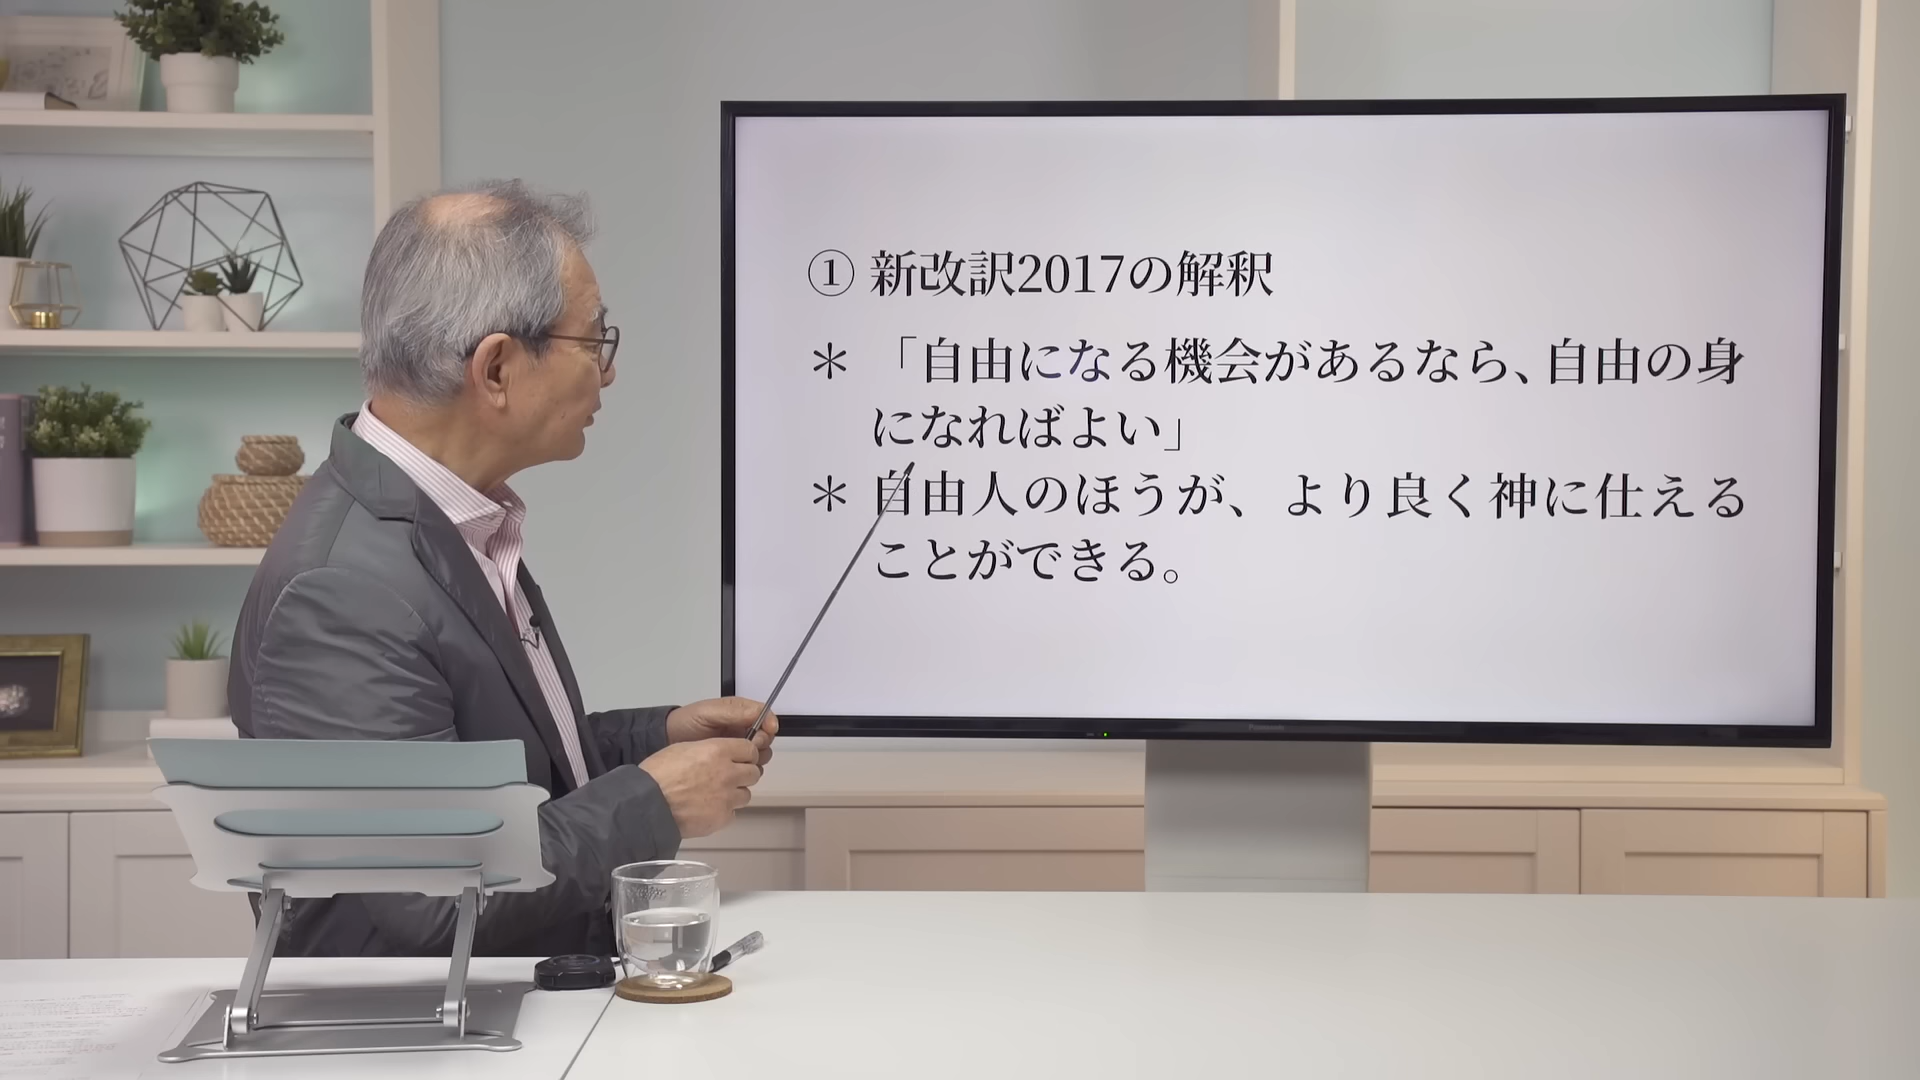 ① 新改訳2017の解釈
＊ 「自由になる機会があるなら、自由の身
になればよい」
＊ 自由人のほうが、より良く神に仕える
ことができる。